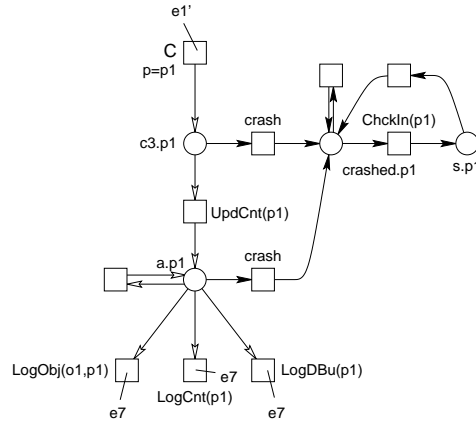 e1'
C
p=p1
crash
ChckIn(p1)
c3.p1
crashed.p1
s.p1
UpdCnt(p1)
a.p1
crash
LogObj(o1,p1)
e7
LogDBu(p1)
LogCnt(p1)
e7
e7